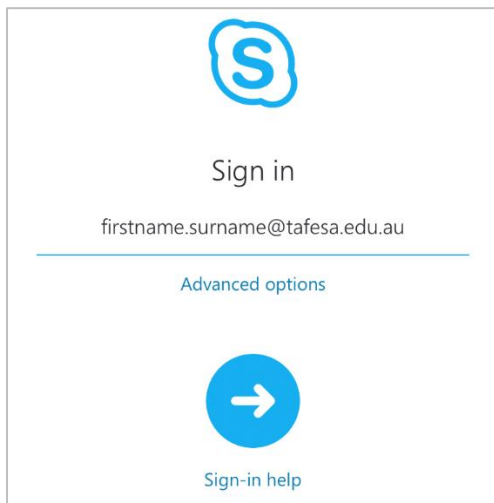 S
Sign in
firstname.surname@tafesa.edu.au
Advanced options
Sign-in help